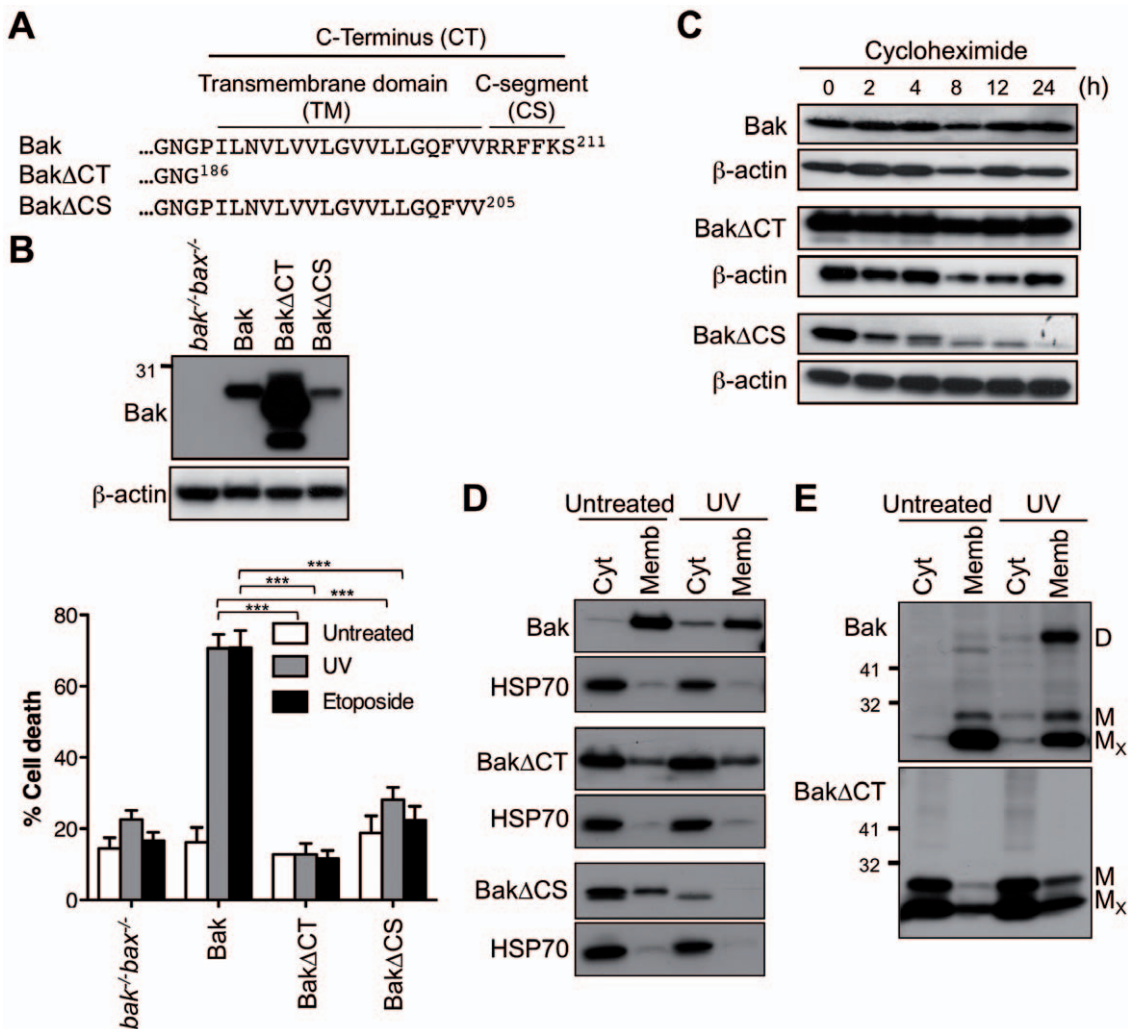 A
C-Terminus (CT)
Transmembrane domain (TM)
C-segment (CS)
Bak ...GNGPILNVLVVLGVVLLGQFVVRRFFKS211
BakΔCT ...GNG186
BakΔCS ...GNGPILNVLVVLGVVLLGQFVV205
B
bak-/-bax-/-
Bak
BakΔCT
BakΔCS
31
Bak
β-actin
***
***
***
***
% Cell death
80
60
40
20
0
Untreated
UV
Etoposide
bak-/-bax-/-
Bak
BakΔCT
BakΔCS
C
Cycloheximide
0 2 4 8 12 24 (h)
Bak
β-actin
BakΔCT
β-actin
BakΔCS
β-actin
D
Untreated UV
Cyt Memb Cyt Memb
Bak
HSP70
BakΔCT
HSP70
BakΔCS
HSP70
E
Untreated UV
Cyt Memb Cyt Memb
Bak
41
32
D
M
Mx
BakΔCT
41
32
M
Mx